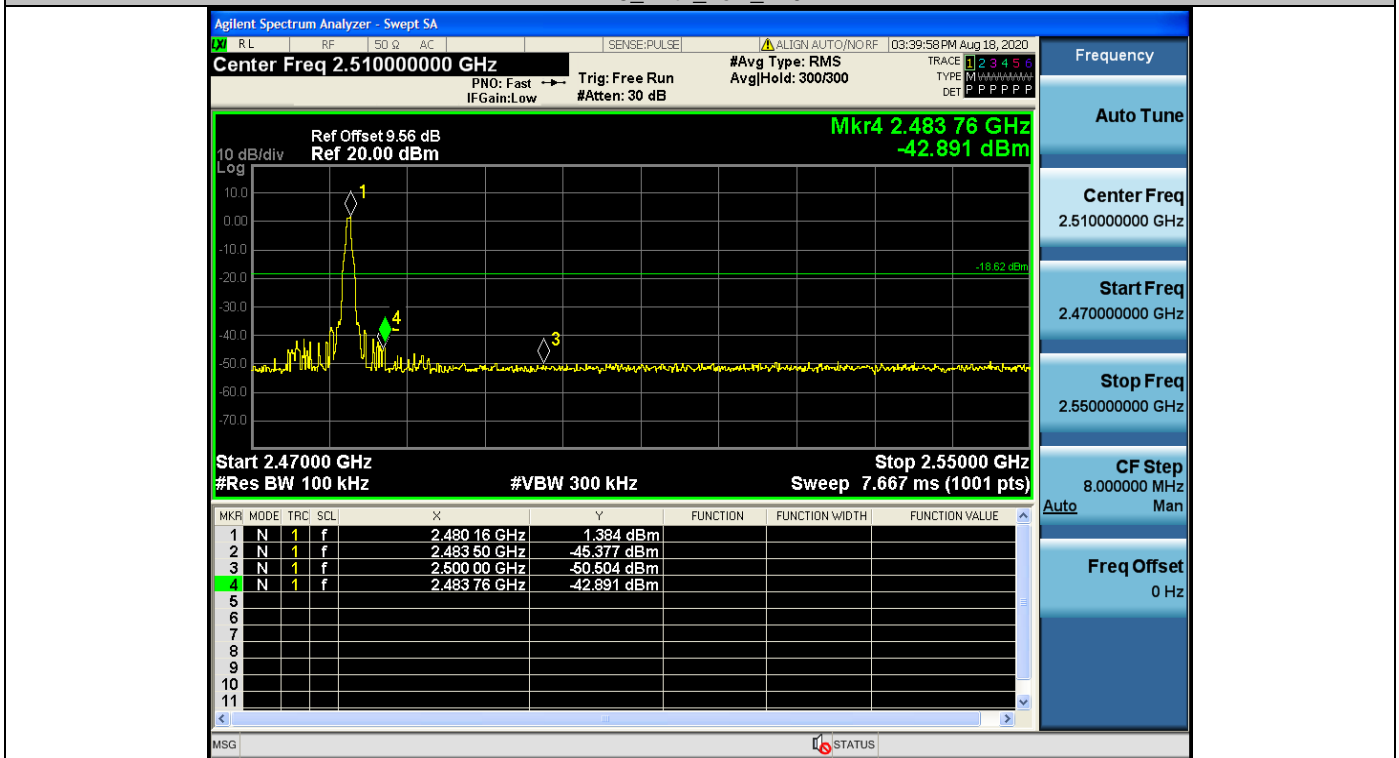 Agilent Spectrum Analyzer - Swept SA
LXI RL RF 50 Ω AC SENSE:PULSE ALIGN AUTO/NO RF 03:39:58 PM Aug 18, 2020
Center Freq 2.510000000 GHz
PNO: Fast
IFGain:Low
Trig: Free Run
#Atten: 30 dB
#Avg Type: RMS
Avg|Hold: 300/300
TRACE 1 2 3 4 5 6
TYPE M WWWWW
DET P P P P P P
Ref Offset 9.56 dB
Ref 20.00 dBm
10 dB/div
Log
Mkr4 2.483 76 GHz
-42.891 dBm
10.0
0.00
-10.0
-20.0
-30.0
-40.0
-50.0
-60.0
-70.0
1
4
3
-18.62 dBm
Start 2.47000 GHz
Stop 2.55000 GHz
#Res BW 100 kHz
#VBW 300 kHz
Sweep 7.667 ms (1001 pts)
MKR MODE TRC SCL X Y FUNCTION FUNCTION WIDTH FUNCTION VALUE
1 N 1 f 2.480 16 GHz 1.384 dBm
2 N 1 f 2.483 50 GHz -45.377 dBm
3 N 1 f 2.500 00 GHz -50.504 dBm
4 N 1 f 2.483 76 GHz -42.891 dBm
5
6
7
8
9
10
11
MSG
STATUS
Frequency
Auto Tune
Center Freq
2.510000000 GHz
Start Freq
2.470000000 GHz
Stop Freq
2.550000000 GHz
CF Step
8.000000 MHz
Auto Man
Freq Offset
0 Hz